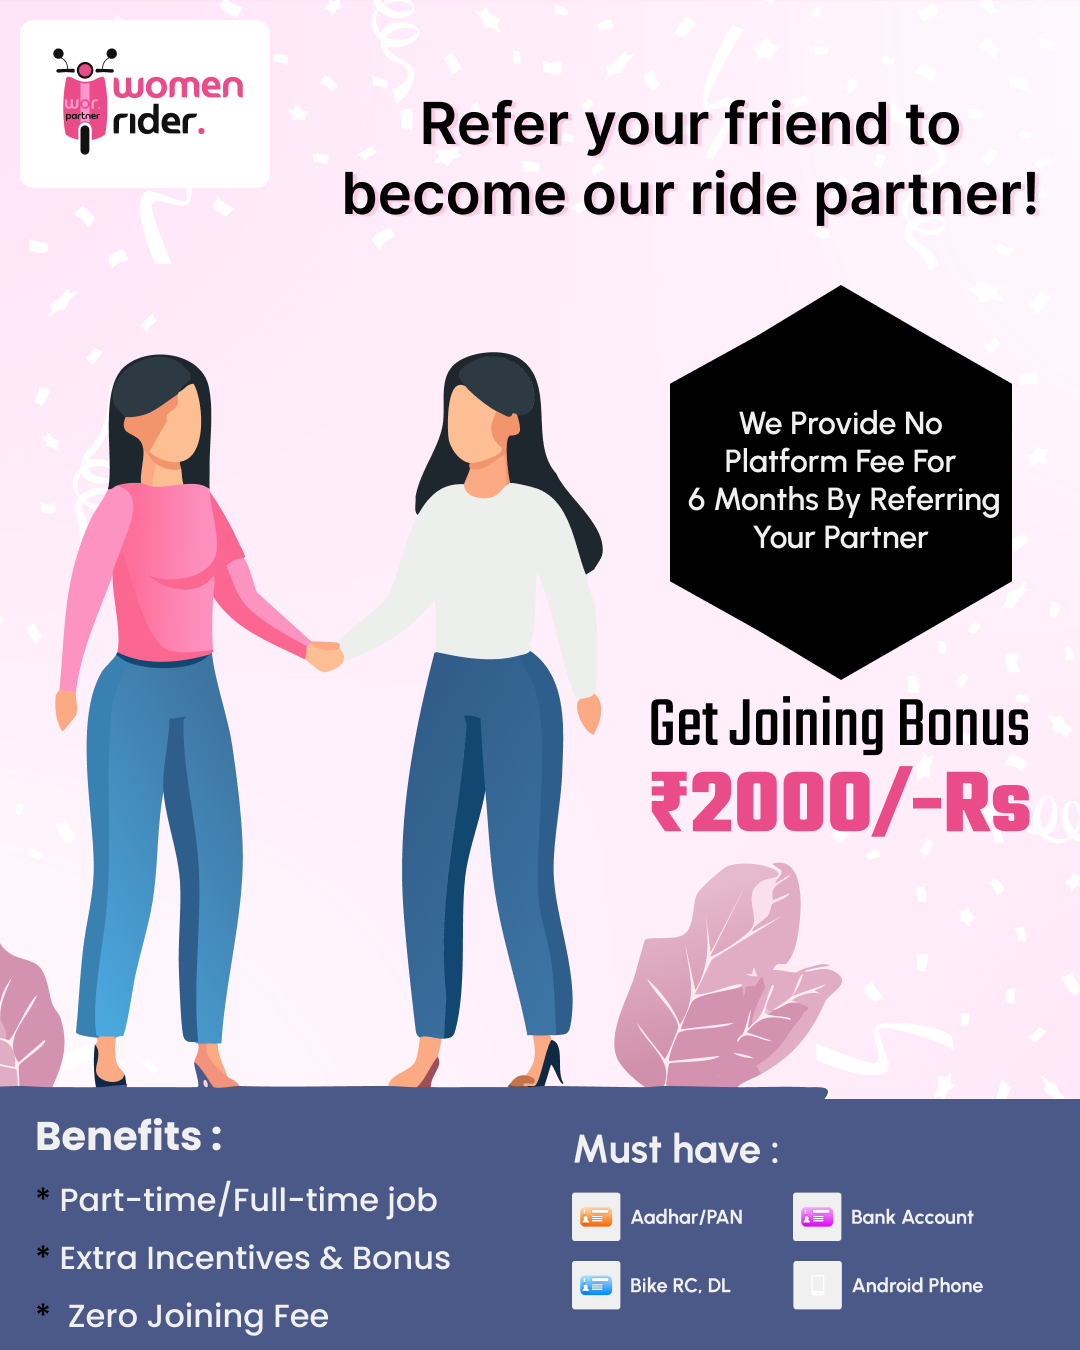 women
rider.
wor.
partner
Refer your friend to
become our ride partner!
We Provide No
Platform Fee For
6 Months By Referring
Your Partner
Get Joining Bonus
₹2000/-Rs
Benefits :
* Part-time/Full-time job
* Extra Incentives & Bonus
* Zero Joining Fee
Must have :
Aadhar/PAN
Bank Account
Bike RC, DL
Android Phone